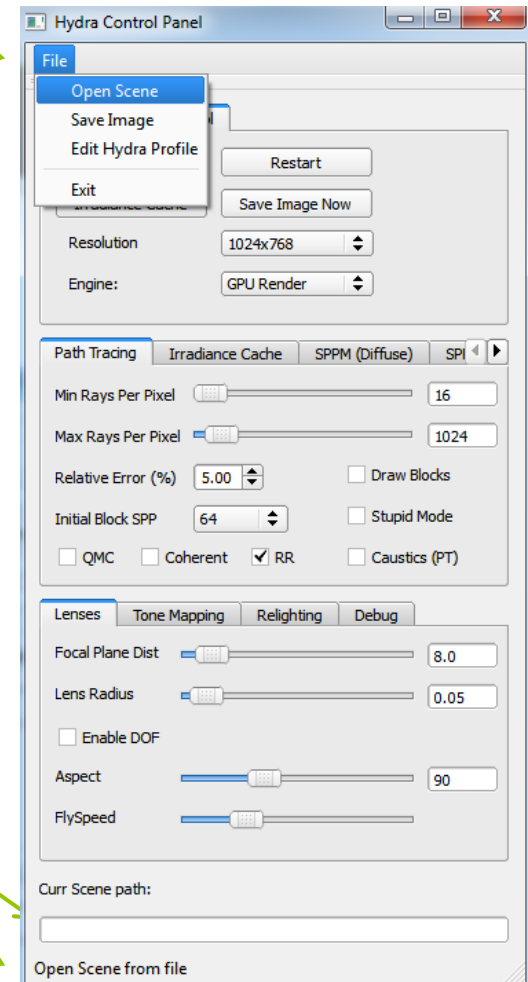 Hydra Control Panel
File
Open Scene
Save Image
Edit Hydra Profile
Exit
Restart
Save Image Now
Resolution 1024x768
Engine: GPU Render
Path Tracing Irradiance Cache SPPM (Diffuse)
Min Rays Per Pixel 16
Max Rays Per Pixel 1024
Relative Error (%) 5.00 Draw Blocks
Initial Block SPP 64 Stupid Mode
QMC Coherent RR Caustics (PT)
Lenses Tone Mapping Relighting Debug
Focal Plane Dist 8.0
Lens Radius 0.05
Enable DOF
Aspect 90
FlySpeed
Curr Scene path:
Open Scene from file